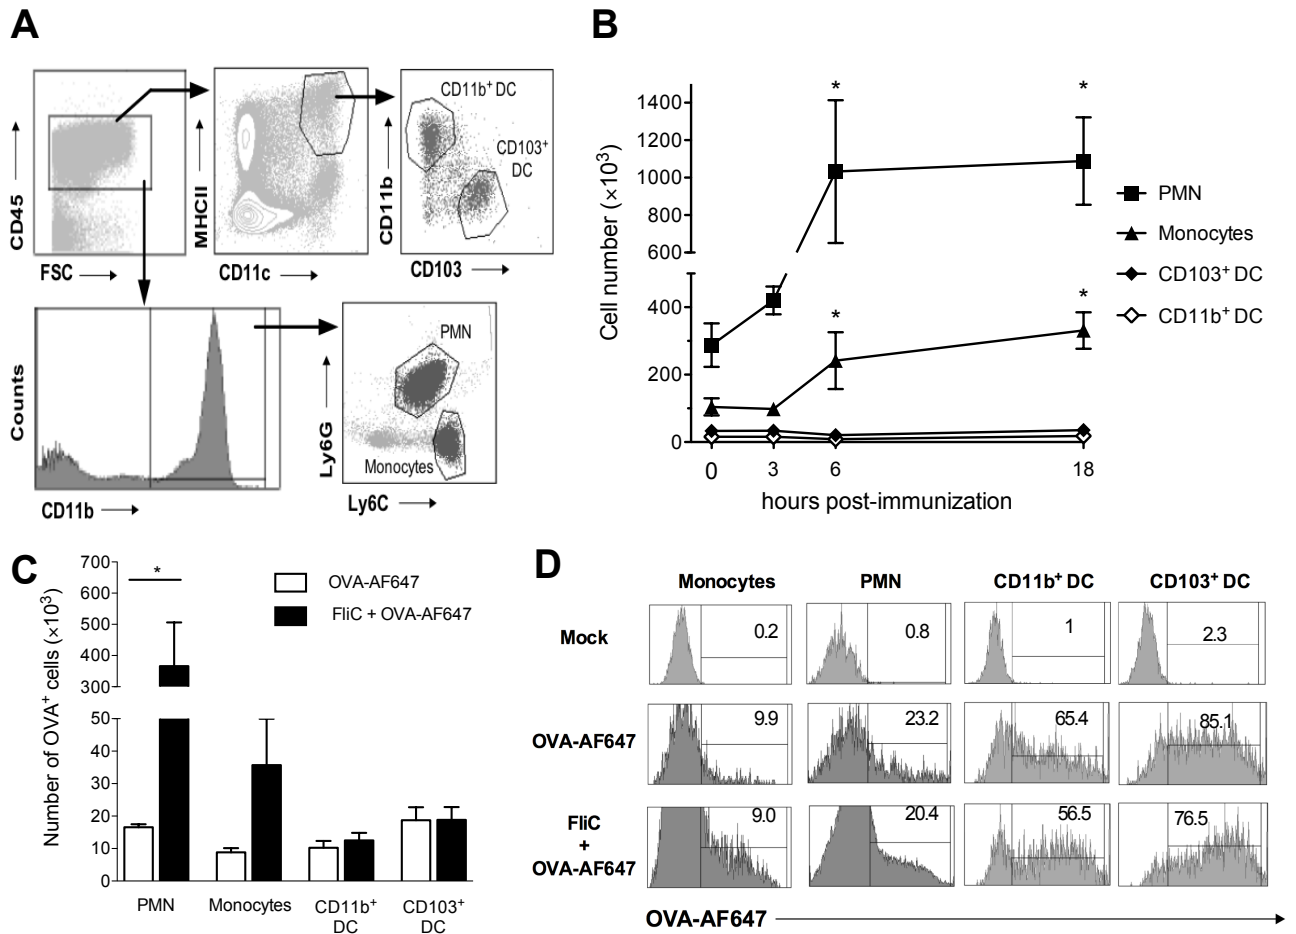 A
CD45
FSC
MHCII
CD11c
CD11b
CD103
CD11b+ DC
CD103+
DC
Counts
CD11b
Ly6G
Ly6C
PMN
Monocytes
B
Cell number (×10³)
1400
1200
1000
800
600
400
200
0
* *
* *
0 3 6 18
hours post-immunization
PMN
Monocytes
CD103+ DC
CD11b+ DC
C
Number of OVA+ cells (×10³)
700
600
500
400
300
50
40
30
20
10
0
*
OVA-AF647
FliC + OVA-AF647
PMN Monocytes CD11b+ CD103+
DC DC
D
Monocytes PMN CD11b+ DC CD103+ DC
Mock 0.2 0.8 1 2.3
OVA-AF647 9.9 23.2 65.4 85.1
FliC
+
OVA-AF647
9.0 20.4 56.5 76.5
OVA-AF647